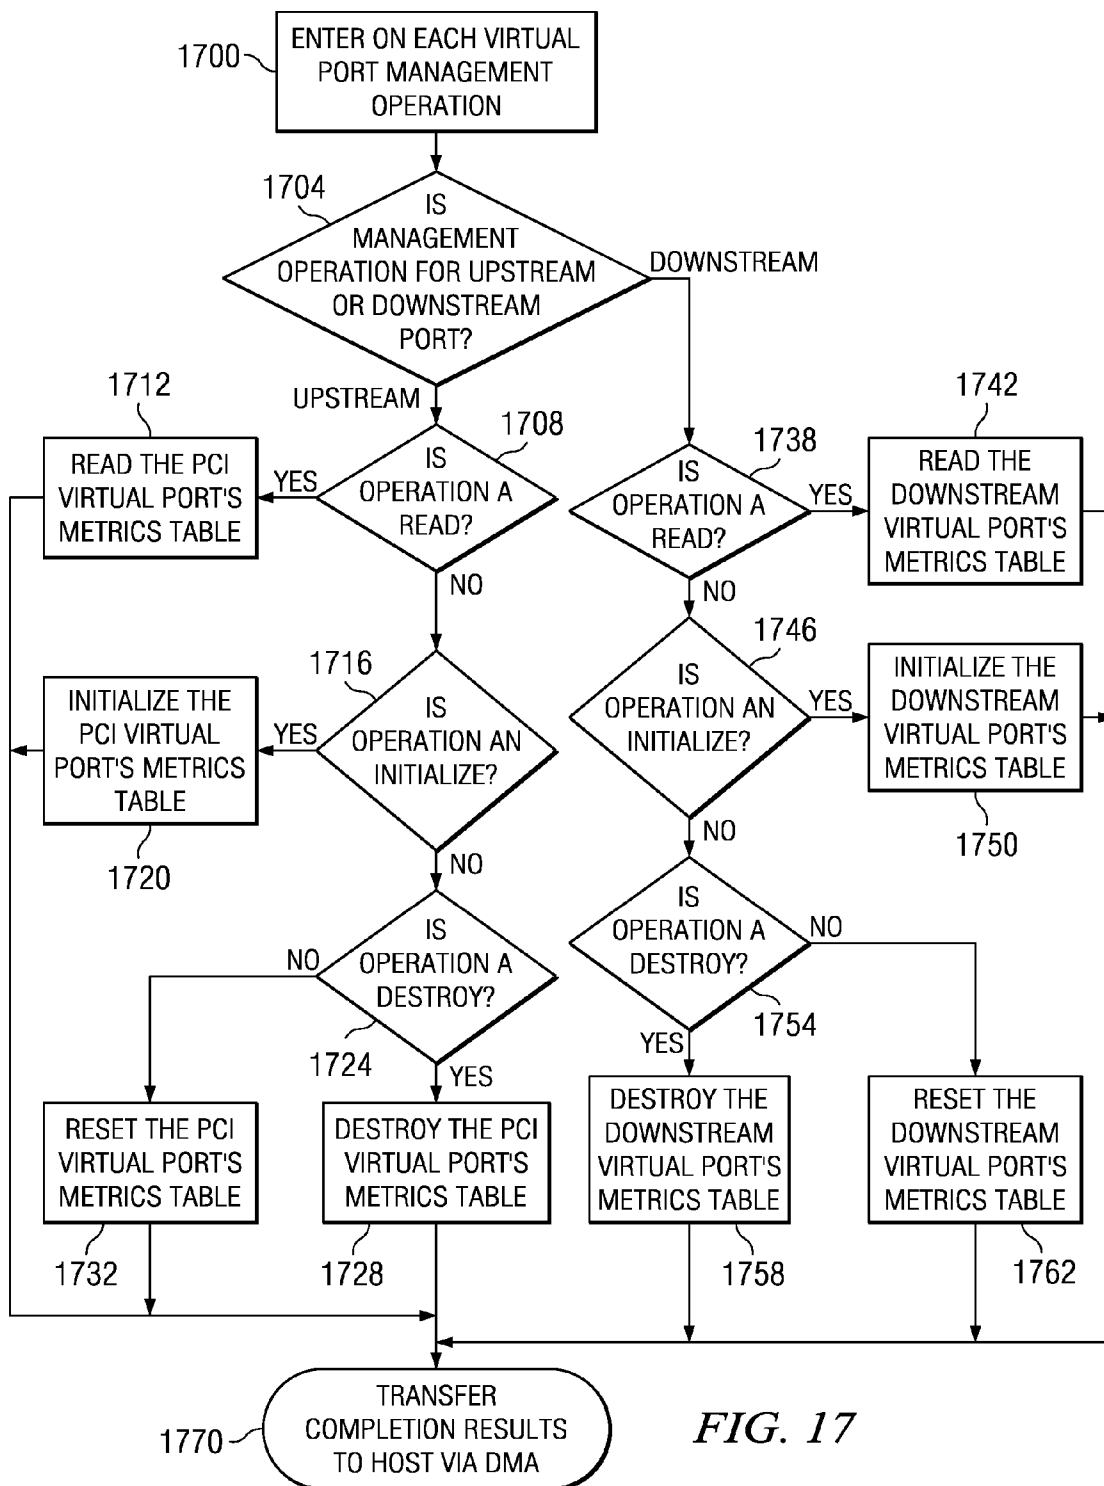 1700
ENTER ON EACH VIRTUAL
PORT MANAGEMENT
OPERATION
1704
IS
MANAGEMENT
OPERATION FOR UPSTREAM
OR DOWNSTREAM
PORT?
DOWNSTREAM
UPSTREAM
1712
READ THE PCI
VIRTUAL PORT'S
METRICS TABLE
YES
1708
IS
OPERATION A
READ?
NO
1738
IS
OPERATION A
READ?
YES
NO
1742
READ THE
DOWNSTREAM
VIRTUAL PORT'S
METRICS TABLE
1716
IS
OPERATION AN
INITIALIZE?
YES
NO
INITIALIZE THE
PCI VIRTUAL
PORT'S METRICS
TABLE
1720
1746
IS
OPERATION AN
INITIALIZE?
YES
NO
INITIALIZE THE
DOWNSTREAM
VIRTUAL PORT'S
METRICS TABLE
1750
IS
OPERATION A
DESTROY?
NO
1724
YES
IS
OPERATION A
DESTROY?
NO
1754
YES
RESET THE PCI
VIRTUAL PORT'S
METRICS TABLE
1732
DESTROY THE PCI
VIRTUAL PORT'S
METRICS TABLE
1728
DESTROY THE
DOWNSTREAM
VIRTUAL PORT'S
METRICS TABLE
1758
RESET THE
DOWNSTREAM
VIRTUAL PORT'S
METRICS TABLE
1762
1770
TRANSFER
COMPLETION RESULTS
TO HOST VIA DMA
FIG. 17